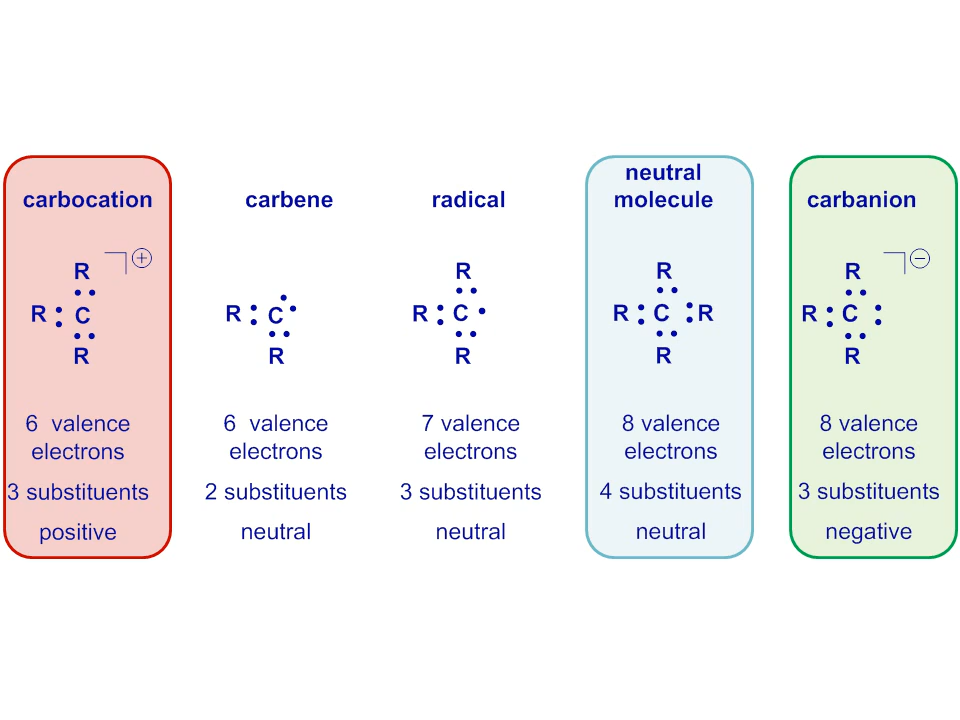 carbocation
R
R : C
R
⊕
6 valence
electrons
3 substituents
positive
carbene
R : C
R
6 valence
electrons
2 substituents
neutral
radical
R
R : C
R
7 valence
electrons
3 substituents
neutral
neutral
molecule
R
R : C : R
R
8 valence
electrons
4 substituents
neutral
carbanion
R
R : C :
R
⊖
8 valence
electrons
3 substituents
negative